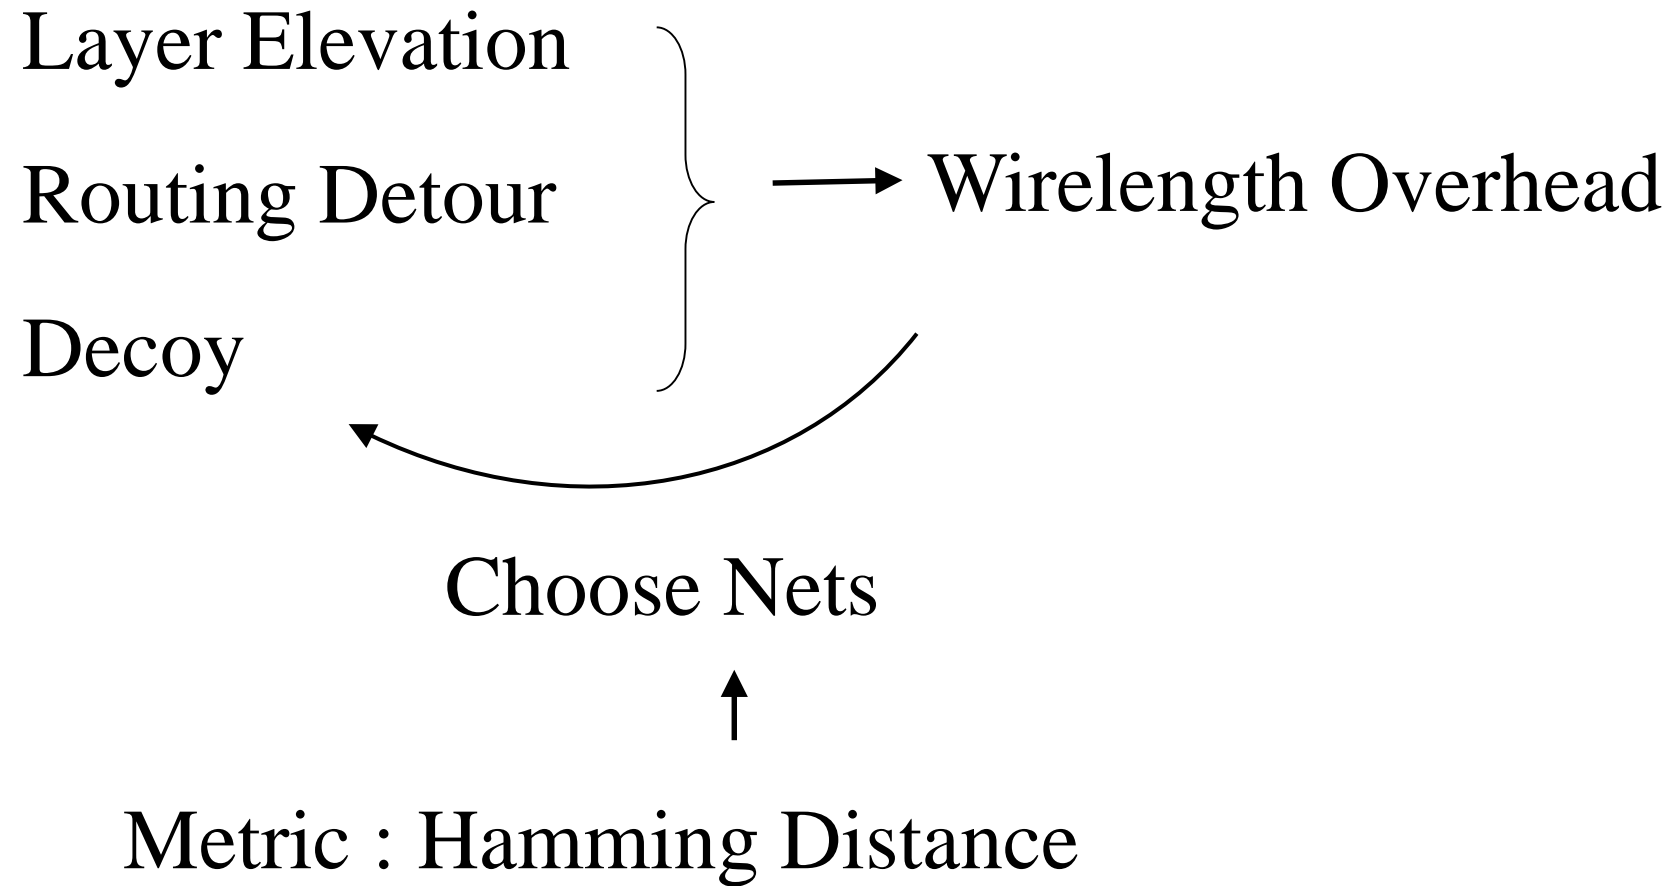 Layer Elevation
Routing Detour
Wirelength Overhead
Decoy
Choose Nets
Metric : Hamming Distance